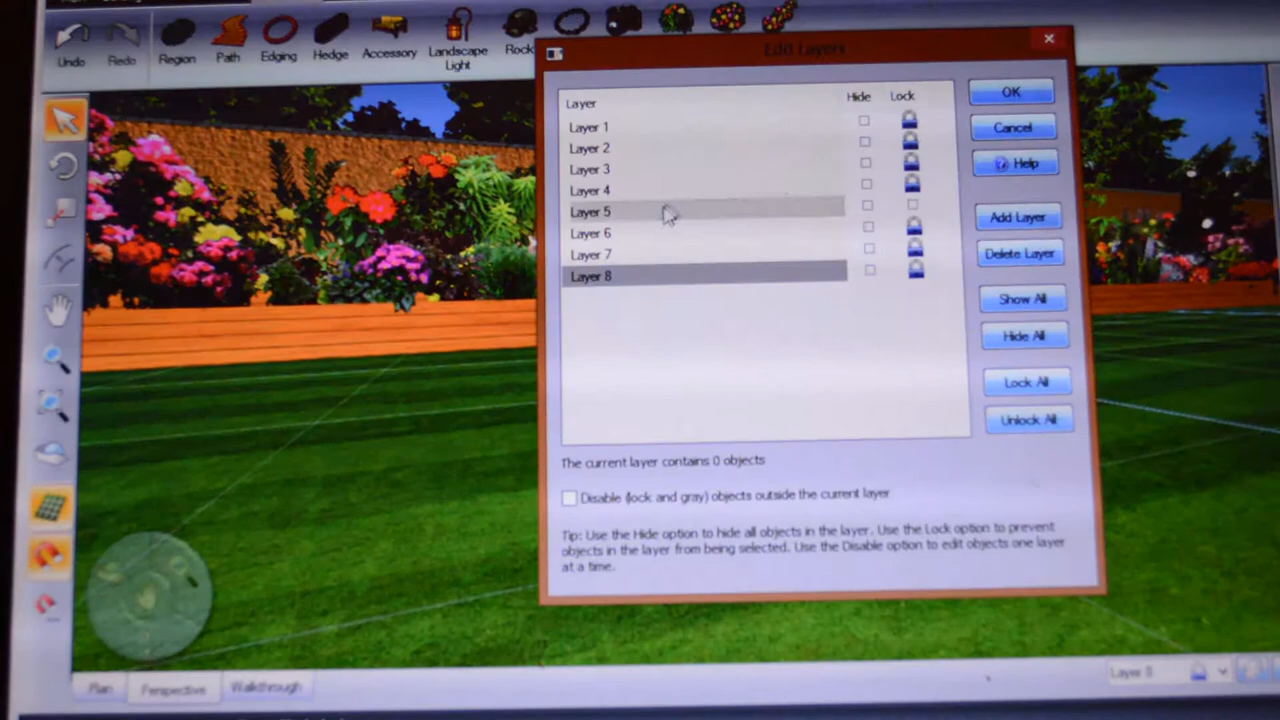 Undo
Redo
Region
Path
Edging
Hedge
Accessory
Landscape
Light
Rock
Edit Layers
Layer Hide Lock
Layer 1
Layer 2
Layer 3
Layer 4
Layer 5
Layer 6
Layer 7
Layer 8
OK
Cancel
Help
Add Layer
Delete Layer
Show All
Hide All
Lock All
Unlock All
The current layer contains 0 objects
Disable (lock and gray) objects outside the current layer
Tip: Use the Hide option to hide all objects in the layer. Use the Lock option to prevent
objects in the layer from being selected. Use the Disable option to edit objects one layer
at a time.
Plan
Perspective
Walkthrough
Layer 8